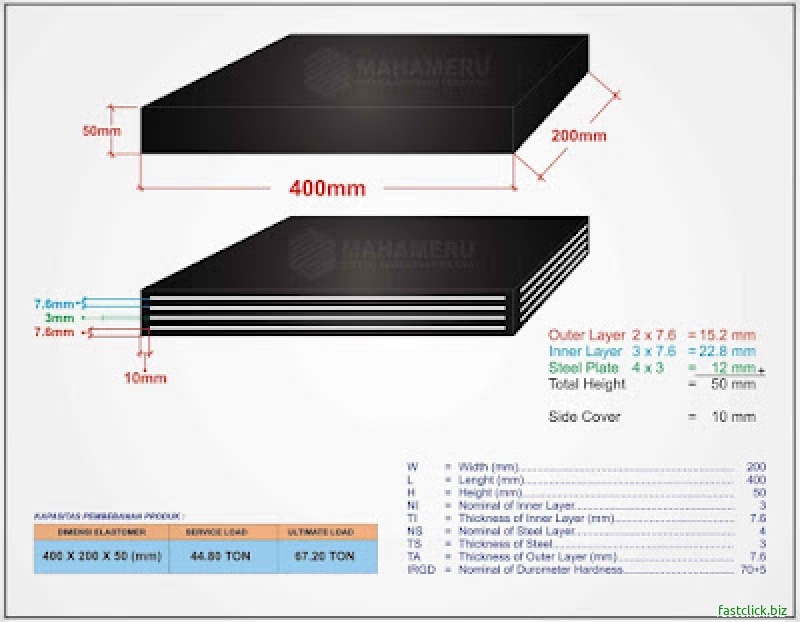 MAHAMERU
50mm
200mm
400mm
MAHAMERU
7.6mm
3mm
7.6mm
10mm
Outer Layer 2 x 7.6 = 15.2 mm
Inner Layer 3 x 7.6 = 22.8 mm
Steel Plate 4 x 3 = 12 mm +
Total Height = 50 mm
Side Cover = 10 mm
W = Width (mm) 200
L = Lenght (mm) 400
H = Height (mm) 50
NI = Nominal of Inner Layer 3
TI = Thickness of Inner Layer (mm) 7.6
NS = Nominal of Steel Layer 4
TS = Thickness of Steel 3
TA = Thickness of Outer Layer (mm) 7.6
IRGD = Nominal of Durometer Hardness 70+5
KAPASITAS PEMBEBANAN PRODUK :
DIMENSI ELASTOMER SERVICE LOAD ULTIMATE LOAD
400 X 200 X 50 (mm) 44.80 TON 67.20 TON
fastclick.biz